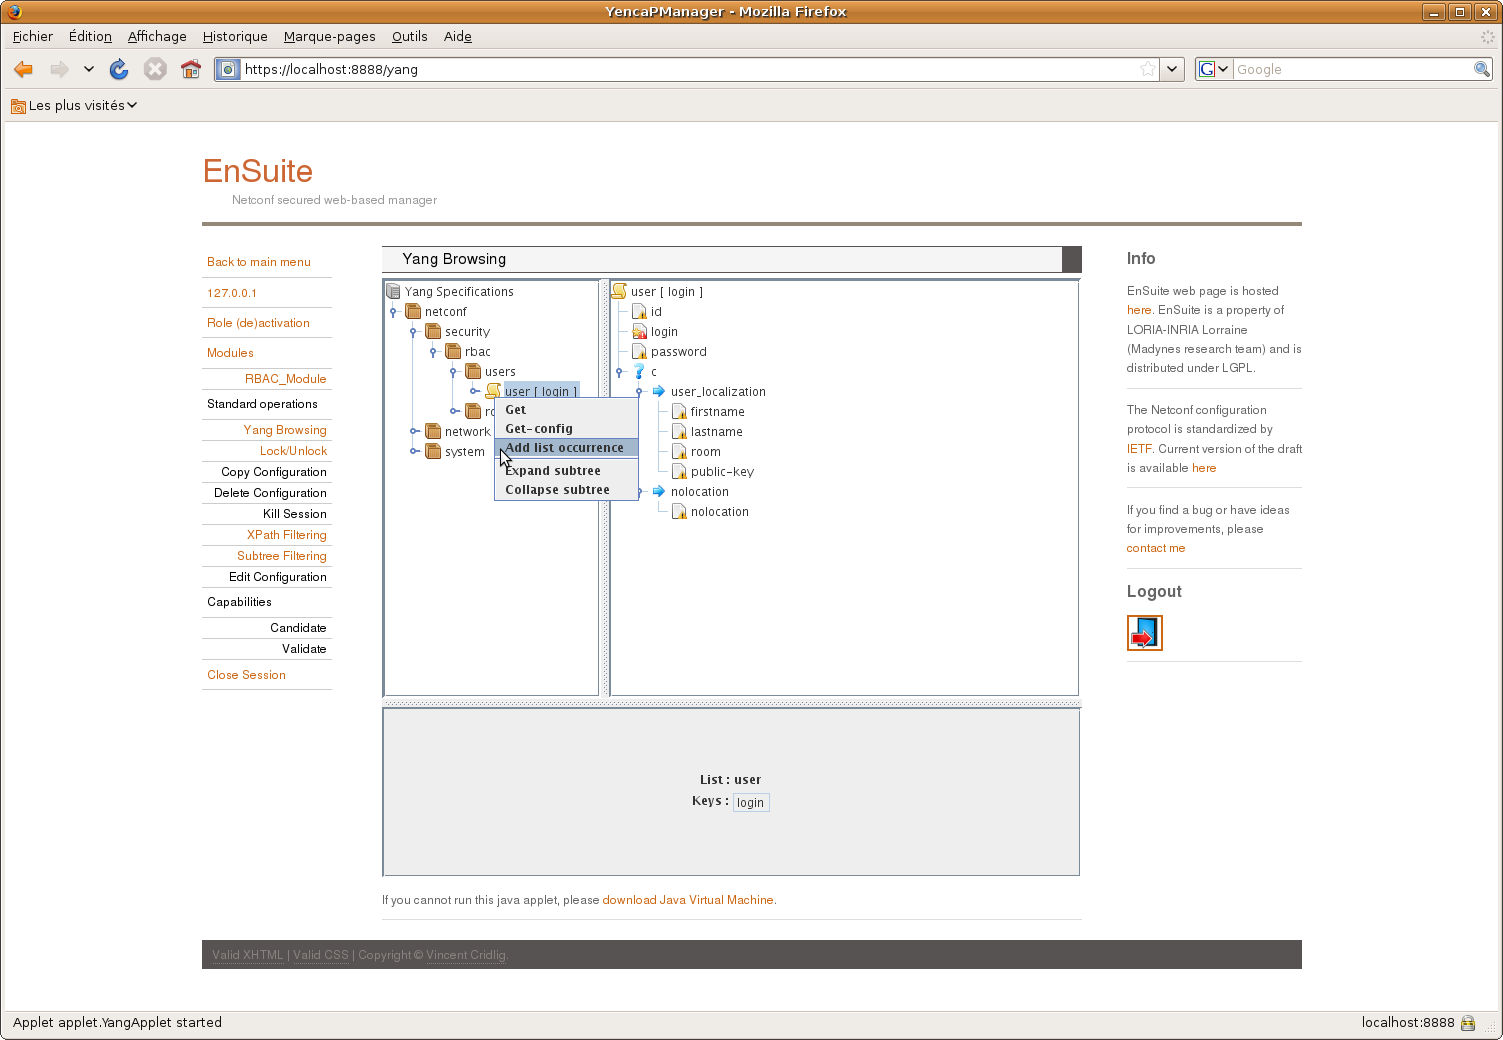 YencaPManager - Mozilla Firefox
Fichier Édition Affichage Historique Marque-pages Outils Aide
https://localhost:8888/yang
G Google
Les plus visités
EnSuite
Netconf secured web-based manager
Back to main menu
127.0.0.1
Role (de)activation
Modules
RBAC_Module
Standard operations
Yang Browsing
Lock/Unlock
Copy Configuration
Delete Configuration
Kill Session
XPath Filtering
Subtree Filtering
Edit Configuration
Capabilities
Candidate
Validate
Close Session
Yang Browsing
Yang Specifications
netconf
security
rbac
users
user [ login ]
network
system
Get
Get-config
Add list occurrence
Expand subtree
Collapse subtree
user [ login ]
id
login
password
c
user_localization
firstname
lastname
room
public-key
nolocation
nolocation
List : user
Keys : login
If you cannot run this java applet, please download Java Virtual Machine.
Info
EnSuite web page is hosted
here. EnSuite is a property of
LORIA-INRIA Lorraine
(Madynes research team) and is
distributed under LGPL.
The Netconf configuration
protocol is standardized by
IETF. Current version of the draft
is available here
If you find a bug or have ideas
for improvements, please
contact me
Logout
Valid XHTML | Valid CSS | Copyright © Vincent Cridlig.
Applet applet.YangApplet started
localhost:8888